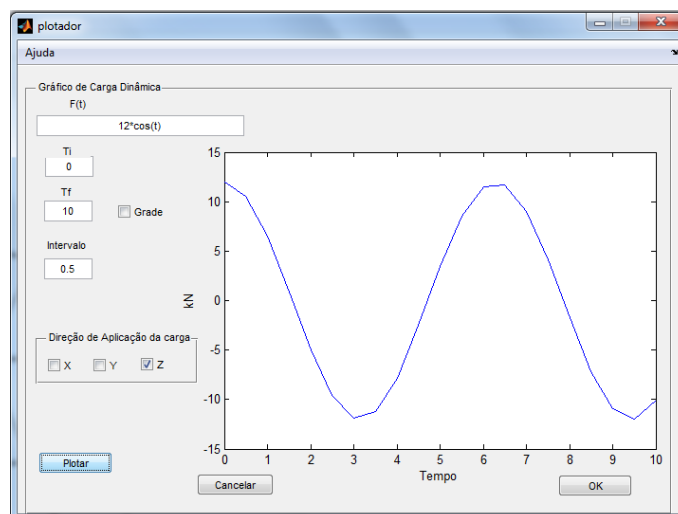 plotador
Ajuda
Gráfico de Carga Dinâmica
F(t)
12*cos(t)
Ti
0
Tf
10
Grade
Intervalo
0.5
Direção de Aplicação da carga
X Y Z
Plotar
15
10
5
0
-5
-10
-15
kN
0 1 2 3 4 5 6 7 8 9 10
Tempo
Cancelar
OK